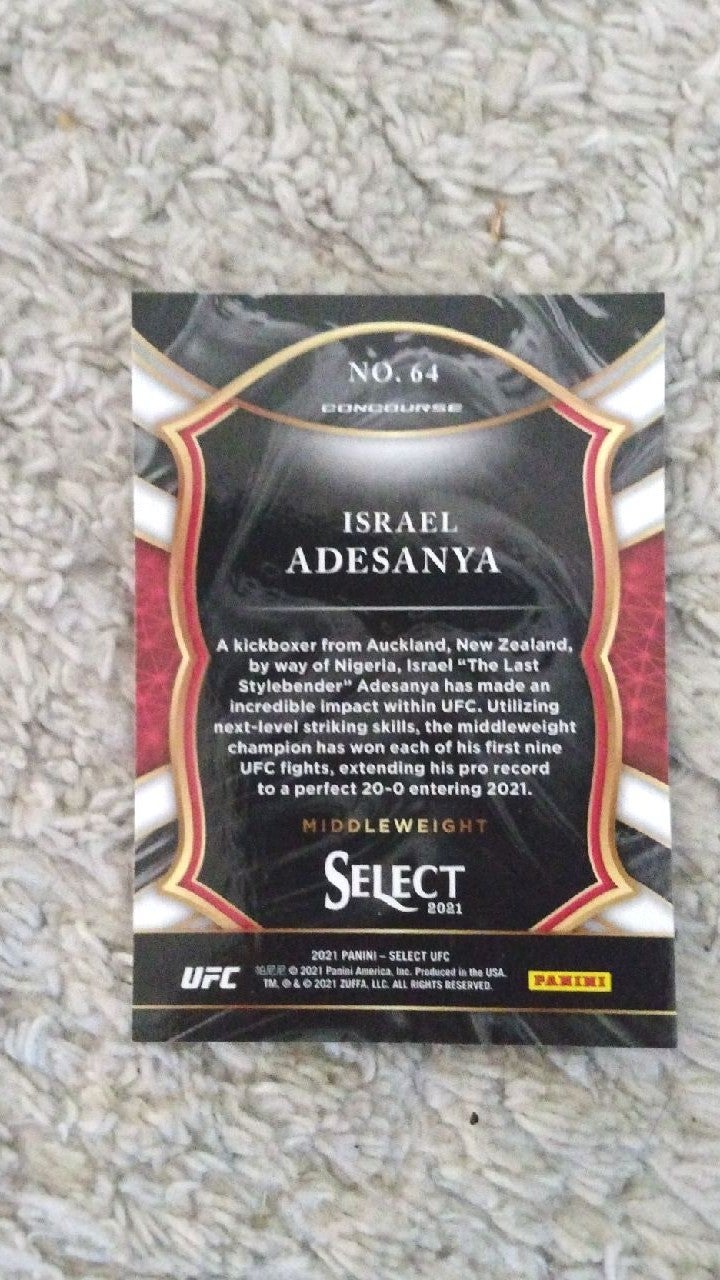 NO. 64
CONCOURSE
ISRAEL
ADESANYA
A kickboxer from Auckland, New Zealand,
by way of Nigeria, Israel “The Last
Stylebender” Adesanya has made an
incredible impact within UFC. Utilizing
next-level striking skills, the middleweight
champion has won each of his first nine
UFC fights, extending his pro record
to a perfect 20-0 entering 2021.
MIDDLEWEIGHT
SELECT
2021
2021 PANINI – SELECT UFC
帕尼尼 © 2021 Panini America, Inc. Produced in the USA.
TM, ® & © 2021 ZUFFA, LLC. ALL RIGHTS RESERVED.
UFC
PANINI